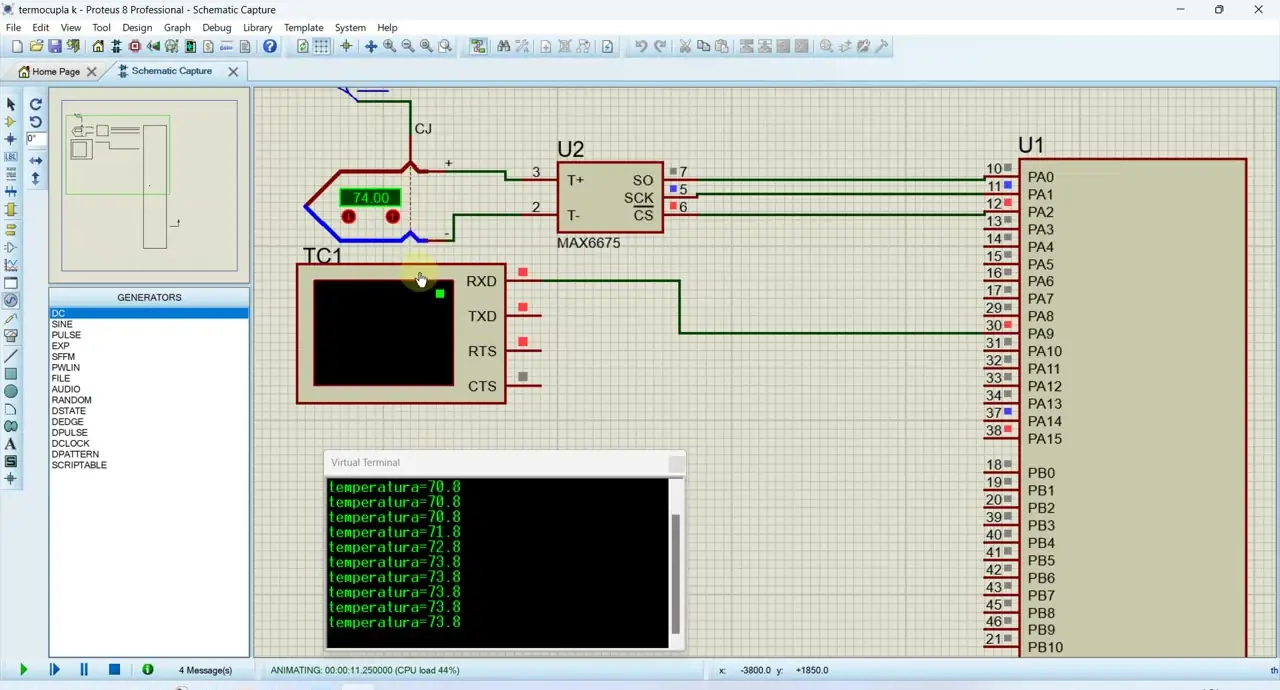 termocupla k - Proteus 8 Professional - Schematic Capture
File Edit View Tool Design Graph Debug Library Template System Help
Home Page Schematic Capture
LBL
0°
GENERATORS
DC
SINE
PULSE
EXP
SFFM
PWLIN
FILE
AUDIO
RANDOM
DSTATE
DEDGE
DPULSE
DCLOCK
DPATTERN
SCRIPTABLE
CJ
+
74.00
-
TC1
U2
3 T+
2 T-
SO 7
SCK 5
CS 6
MAX6675
RXD
TXD
RTS
CTS
U1
10 PA0
11 PA1
12 PA2
13 PA3
14 PA4
15 PA5
16 PA6
17 PA7
29 PA8
30 PA9
31 PA10
32 PA11
33 PA12
34 PA13
37 PA14
38 PA15
18 PB0
19 PB1
20 PB2
39 PB3
40 PB4
41 PB5
42 PB6
43 PB7
45 PB8
46 PB9
21 PB10
Virtual Terminal
temperatura=70.8
temperatura=70.8
temperatura=70.8
temperatura=71.8
temperatura=72.8
temperatura=73.8
temperatura=73.8
temperatura=73.8
temperatura=73.8
temperatura=73.8
4 Message(s) ANIMATING: 00:00:11.250000 (CPU load 44%) x: -3800.0 y: +1850.0 th